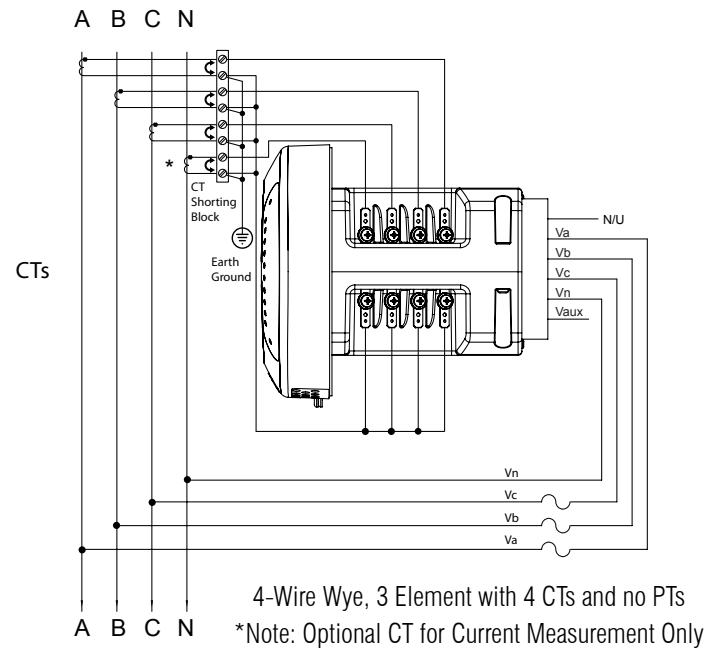 A B C N
*
CT
Shorting
Block
Earth
Ground
CTs
N/U
Va
Vb
Vc
Vn
Vaux
Vn
Vc
Vb
Va
A B C N
4-Wire Wye, 3 Element with 4 CTs and no PTs
*Note: Optional CT for Current Measurement Only